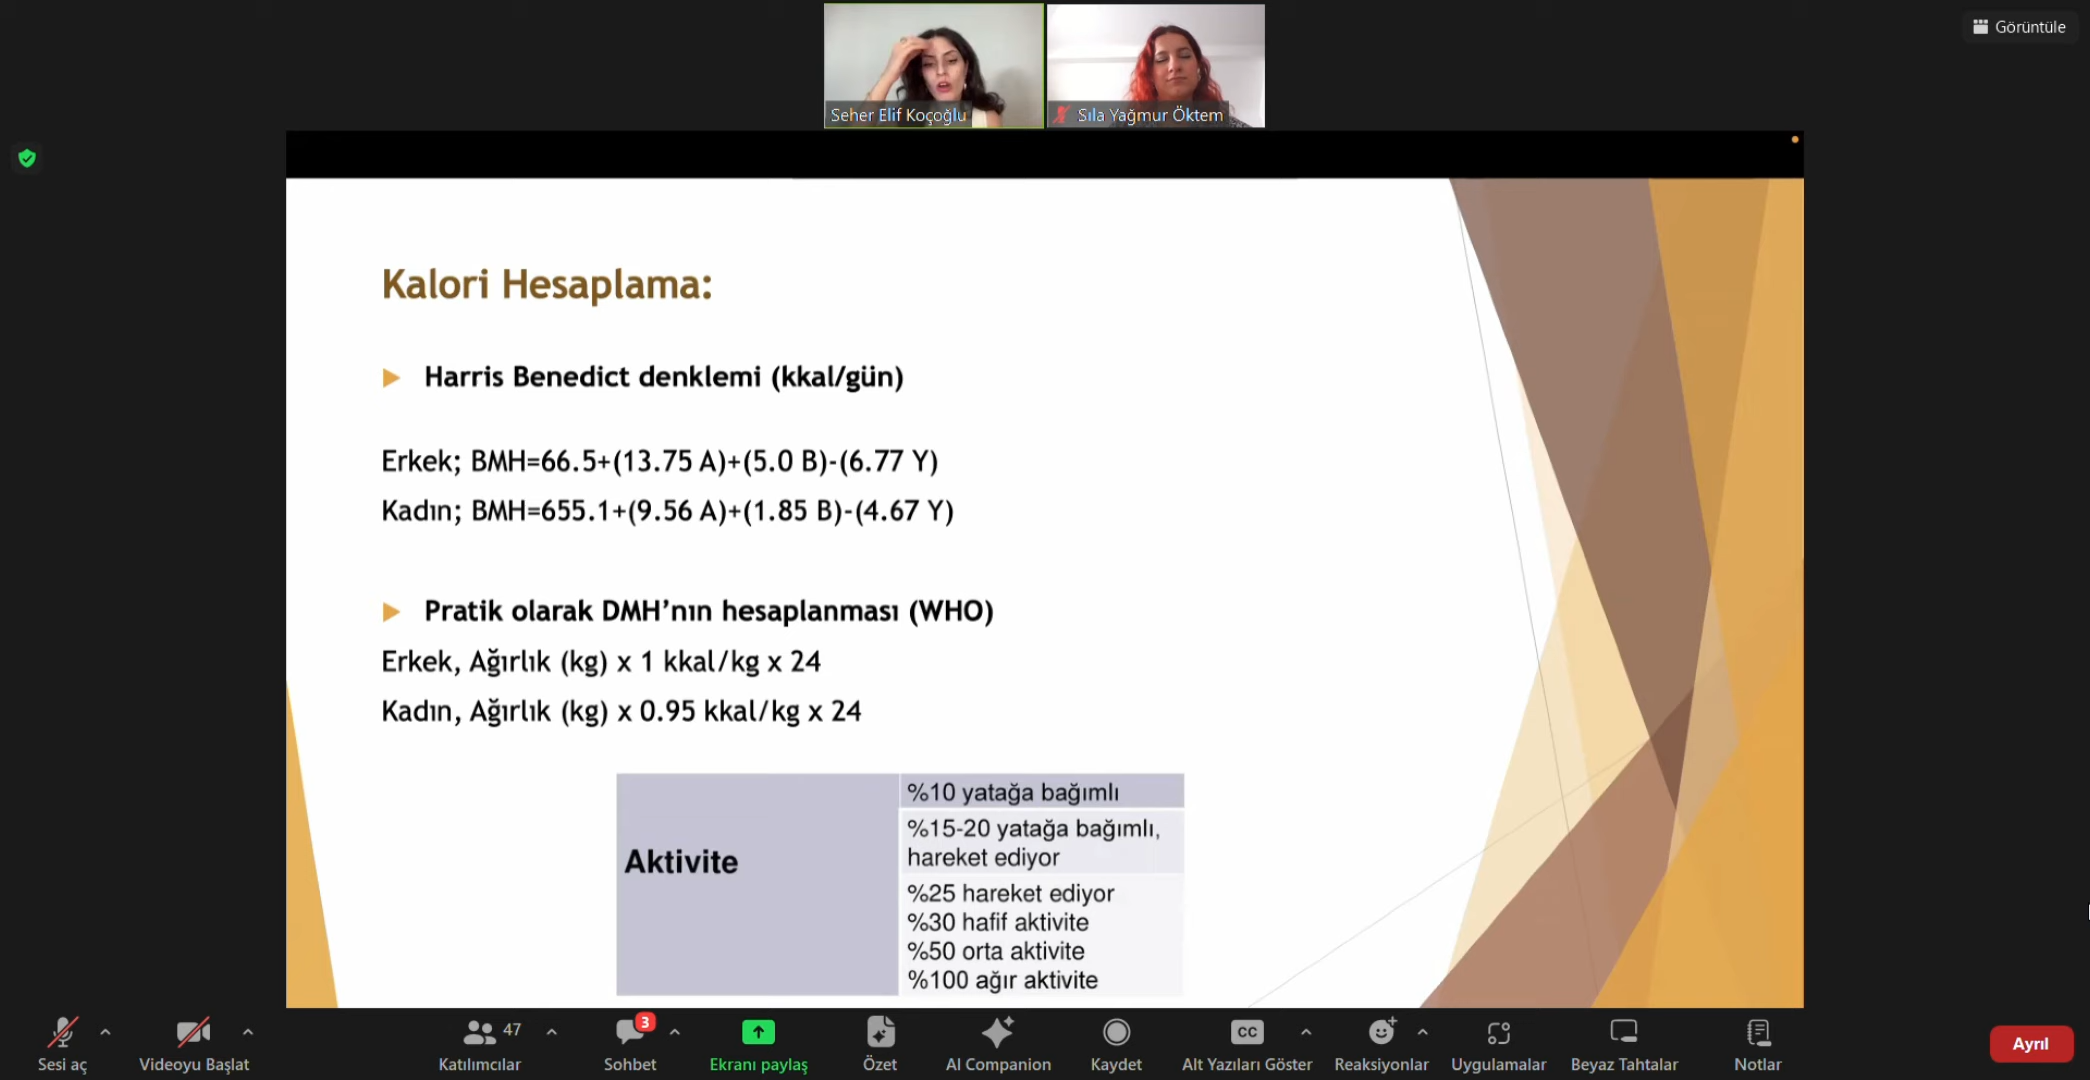 Görüntüle
Seher Elif Koçoğlu
Sıla Yağmur Öktem
Kalori Hesaplama:
Harris Benedict denklemi (kkal/gün)
Erkek; BMH=66.5+(13.75 A)+(5.0 B)-(6.77 Y)
Kadın; BMH=655.1+(9.56 A)+(1.85 B)-(4.67 Y)
Pratik olarak DMH’nın hesaplanması (WHO)
Erkek, Ağırlık (kg) x 1 kkal/kg x 24
Kadın, Ağırlık (kg) x 0.95 kkal/kg x 24
Aktivite
%10 yatağa bağımlı
%15-20 yatağa bağımlı,
hareket ediyor
%25 hareket ediyor
%30 hafif aktivite
%50 orta aktivite
%100 ağır aktivite
Sesi aç
Videoyu Başlat
47
Katılımcılar
3
Sohbet
Ekranı paylaş
Özet
AI Companion
Kaydet
CC
Alt Yazıları Göster
Reaksiyonlar
Uygulamalar
Beyaz Tahtalar
Notlar
Ayrıl